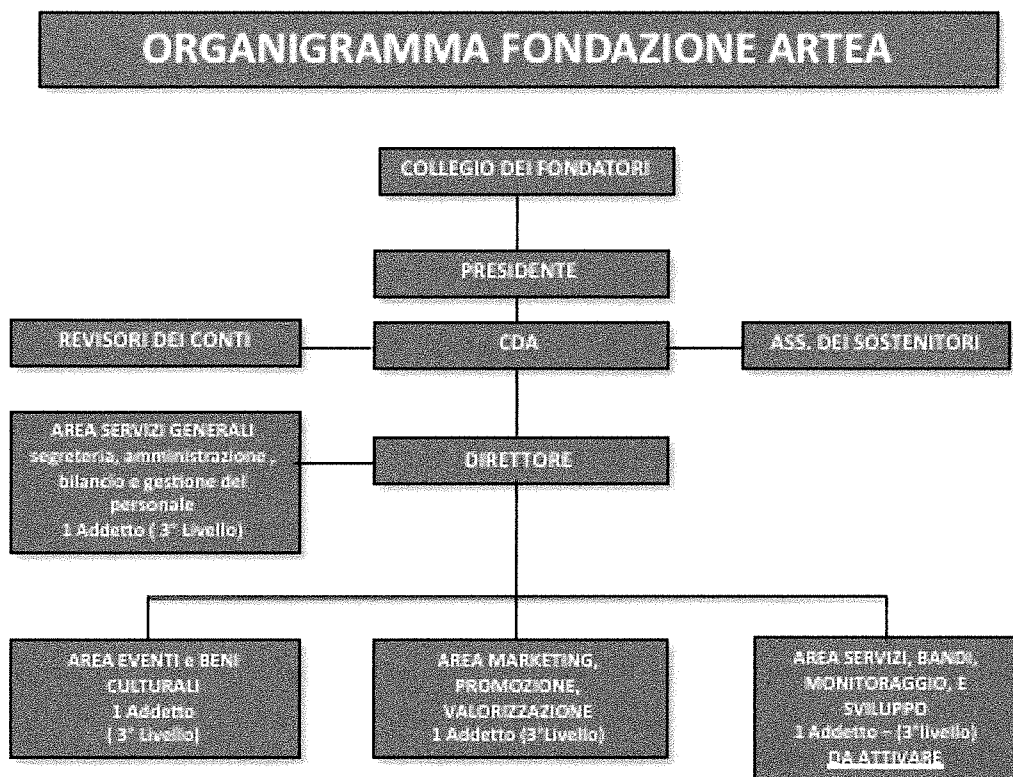 ORGANIGRAMMA FONDAZIONE ARTEA
COLLEGIO DEI FONDATORI
PRESIDENTE
REVISORI DEI CONTI
CDA
ASS. DEI SOSTENITORI
AREA SERVIZI GENERALI
segreteria, amministrazione ,
bilancio e gestione del
personale
1 Addetto ( 3° Livello)
DIRETTORE
AREA EVENTI e BENI
CULTURALI
1 Addetto
( 3° Livello)
AREA MARKETING,
PROMOZIONE,
VALORIZZAZIONE
1 Addetto (3°Livello)
AREA SERVIZI, BANDI,
MONITORAGGIO, E
SVILUPPO
1 Addetto – (3°livello)
DA ATTIVARE